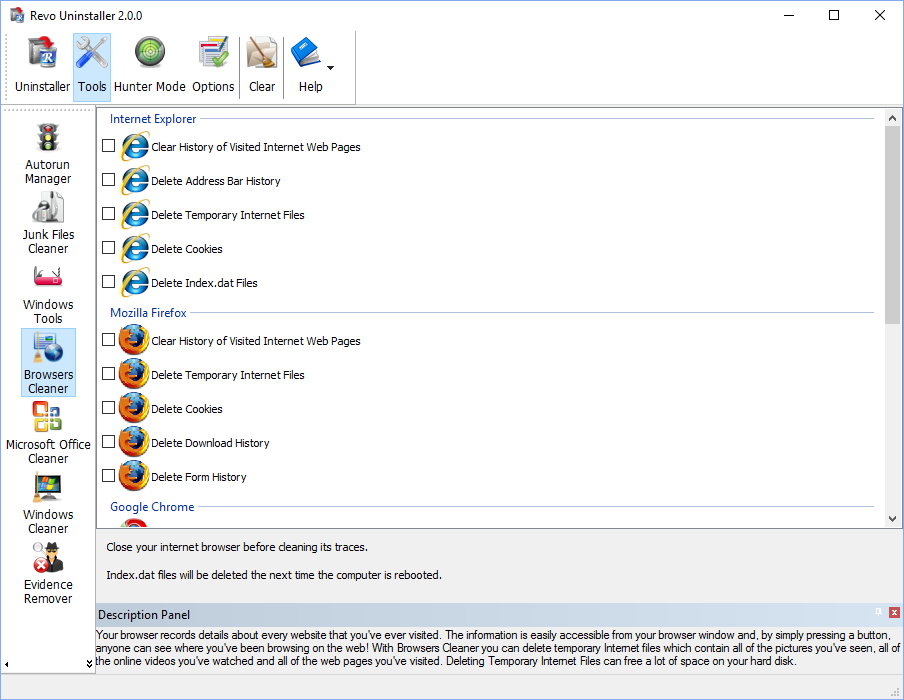 Revo Uninstaller 2.0.0
Uninstaller Tools Hunter Mode Options Clear Help
Autorun
Manager
Junk Files
Cleaner
Windows
Tools
Browsers
Cleaner
Microsoft Office
Cleaner
Windows
Cleaner
Evidence
Remover
Internet Explorer
Clear History of Visited Internet Web Pages
Delete Address Bar History
Delete Temporary Internet Files
Delete Cookies
Delete Index.dat Files
Mozilla Firefox
Clear History of Visited Internet Web Pages
Delete Temporary Internet Files
Delete Cookies
Delete Download History
Delete Form History
Google Chrome
Close your internet browser before cleaning its traces.
Index.dat files will be deleted the next time the computer is rebooted.
Description Panel
Your browser records details about every website that you've ever visited. The information is easily accessible from your browser window and, by simply pressing a button,
anyone can see where you've been browsing on the web! With Browsers Cleaner you can delete temporary Internet files which contain all of the pictures you've seen, all of
the online videos you've watched and all of the web pages you've visited. Deleting Temporary Internet Files can free a lot of space on your hard disk.